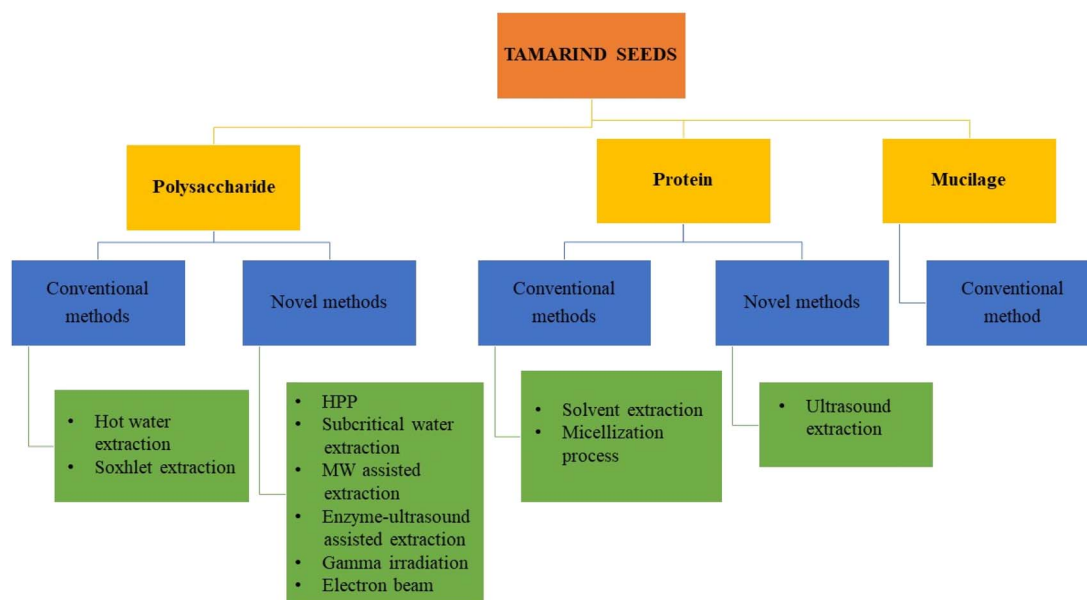 TAMARIND SEEDS
Polysaccharide
Protein
Mucilage
Conventional
methods
Novel methods
Conventional
methods
Novel methods
Conventional
method
• Hot water
extraction
• Soxhlet extraction
• HPP
• Subcritical water
extraction
• MW assisted
extraction
• Enzyme-ultrasound
assisted extraction
• Gamma irradiation
• Electron beam
• Solvent extraction
• Micellization
process
• Ultrasound
extraction